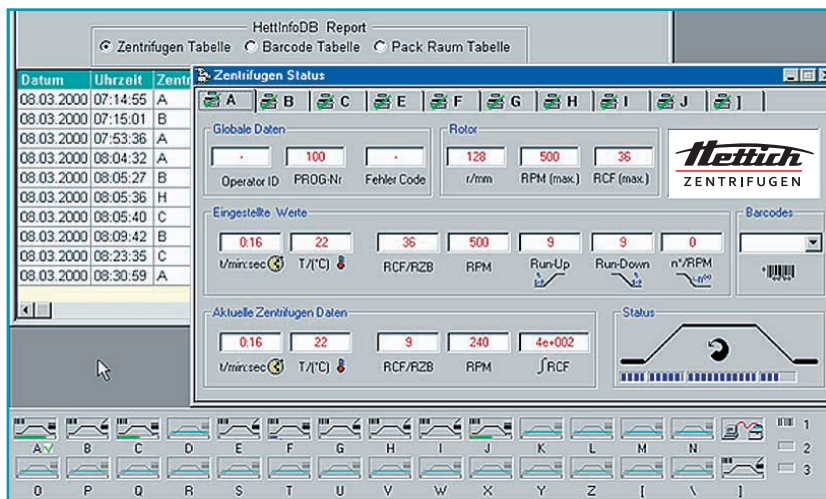 HettInfoDB Report
Zentrifugen Tabelle Barcode Tabelle Pack Raum Tabelle
Datum Uhrzeit Zentr
08.03.2000 07:14:55 A
08.03.2000 07:15:01 B
08.03.2000 07:53:36 A
08.03.2000 08:04:32 A
08.03.2000 08:05:27 B
08.03.2000 08:05:36 H
08.03.2000 08:05:40 C
08.03.2000 08:09:42 B
08.03.2000 08:23:35 C
08.03.2000 08:30:59 A
Zentrifugen Status
A B C E F G H I J ]
Globale Daten
- 100 -
Operator ID PROG-Nr Fehler Code
Rotor
128 500 36
r/mm RPM (max.) RCF (max.)
Hettich
ZENTRIFUGEN
Eingestellte Werte
0:16 22 36 500 9 9 0
t/min:sec T/(°C) RCF/RZB RPM Run-Up Run-Down n°/RPM
Barcodes
Aktuelle Zentrifugen Daten
0:16 22 9 240 4e+002
t/min:sec T/(°C) RCF/RZB RPM ∫RCF
Status
A B C D E F G H I J K L M N
O P Q R S T U V W X Y Z [ \ ]
1
2
3